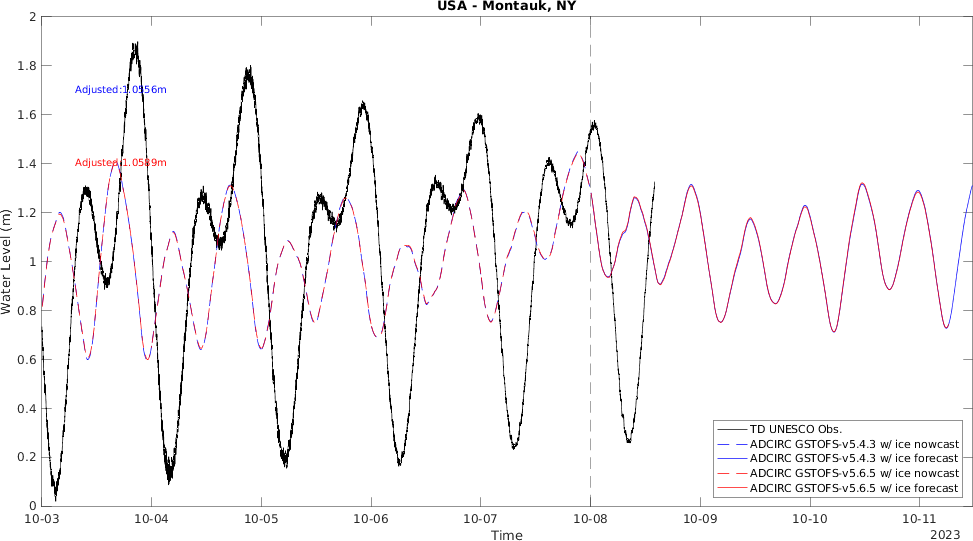 USA - Montauk, NY
2
1.8
1.6
1.4
1.2
1
0.8
0.6
0.4
0.2
0
Water Level (m)
Adjusted:1.0556m
Adjusted:1.0589m
TD UNESCO Obs.
ADCIRC GSTOFS-v5.4.3 w/ ice nowcast
ADCIRC GSTOFS-v5.4.3 w/ ice forecast
ADCIRC GSTOFS-v5.6.5 w/ ice nowcast
ADCIRC GSTOFS-v5.6.5 w/ ice forecast
10-03 10-04 10-05 10-06 10-07 10-08 10-09 10-10 10-11
Time
2023